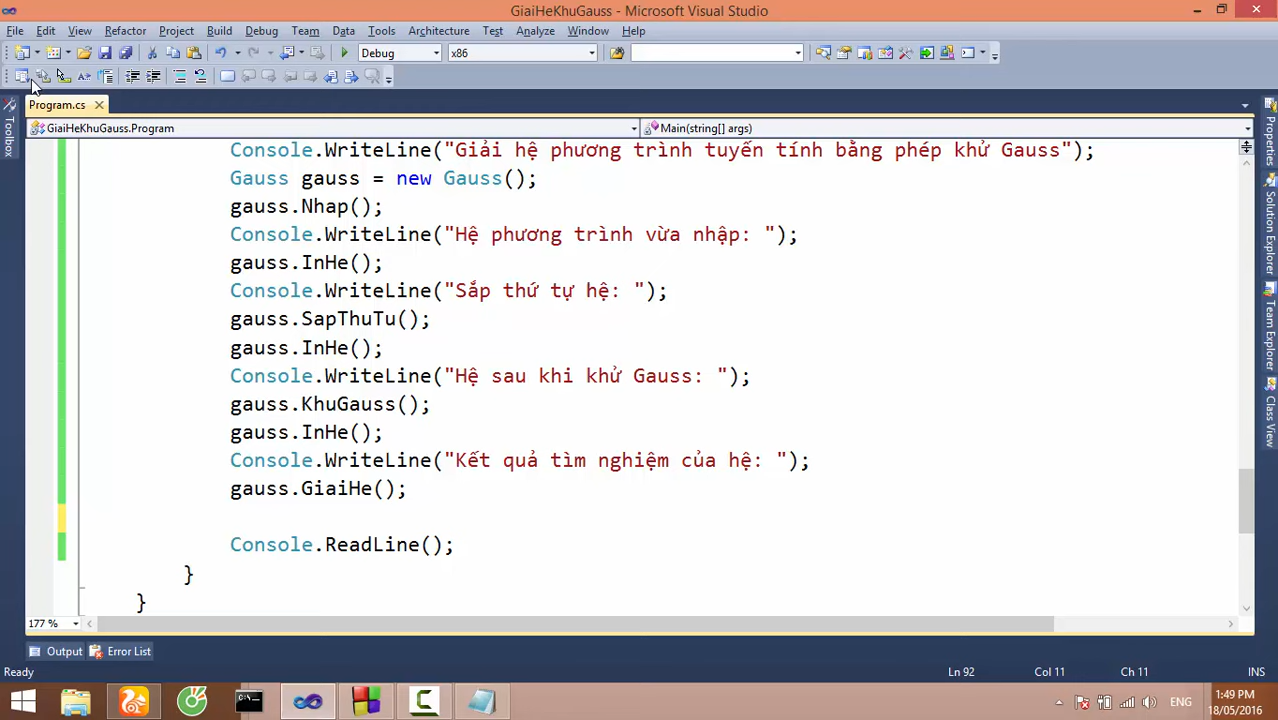 GiaiHeKhuGauss - Microsoft Visual Studio
File Edit View Refactor Project Build Debug Team Data Tools Architecture Test Analyze Window Help
Debug x86
Program.cs
GiaiHeKhuGauss.Program Main(string[] args)
Console.WriteLine("Giải hệ phương trình tuyến tính bằng phép khử Gauss");
Gauss gauss = new Gauss();
gauss.Nhap();
Console.WriteLine("Hệ phương trình vừa nhập: ");
gauss.InHe();
Console.WriteLine("Sắp thứ tự hệ: ");
gauss.SapThuTu();
gauss.InHe();
Console.WriteLine("Hệ sau khi khử Gauss: ");
gauss.KhuGauss();
gauss.InHe();
Console.WriteLine("Kết quả tìm nghiệm của hệ: ");
gauss.GiaiHe();
Console.ReadLine();
}
}
177 %
Toolbox
Properties
Solution Explorer
Team Explorer
Class View
Output Error List
Ready Ln 92 Col 11 Ch 11 INS
ENG
1:49 PM
18/05/2016